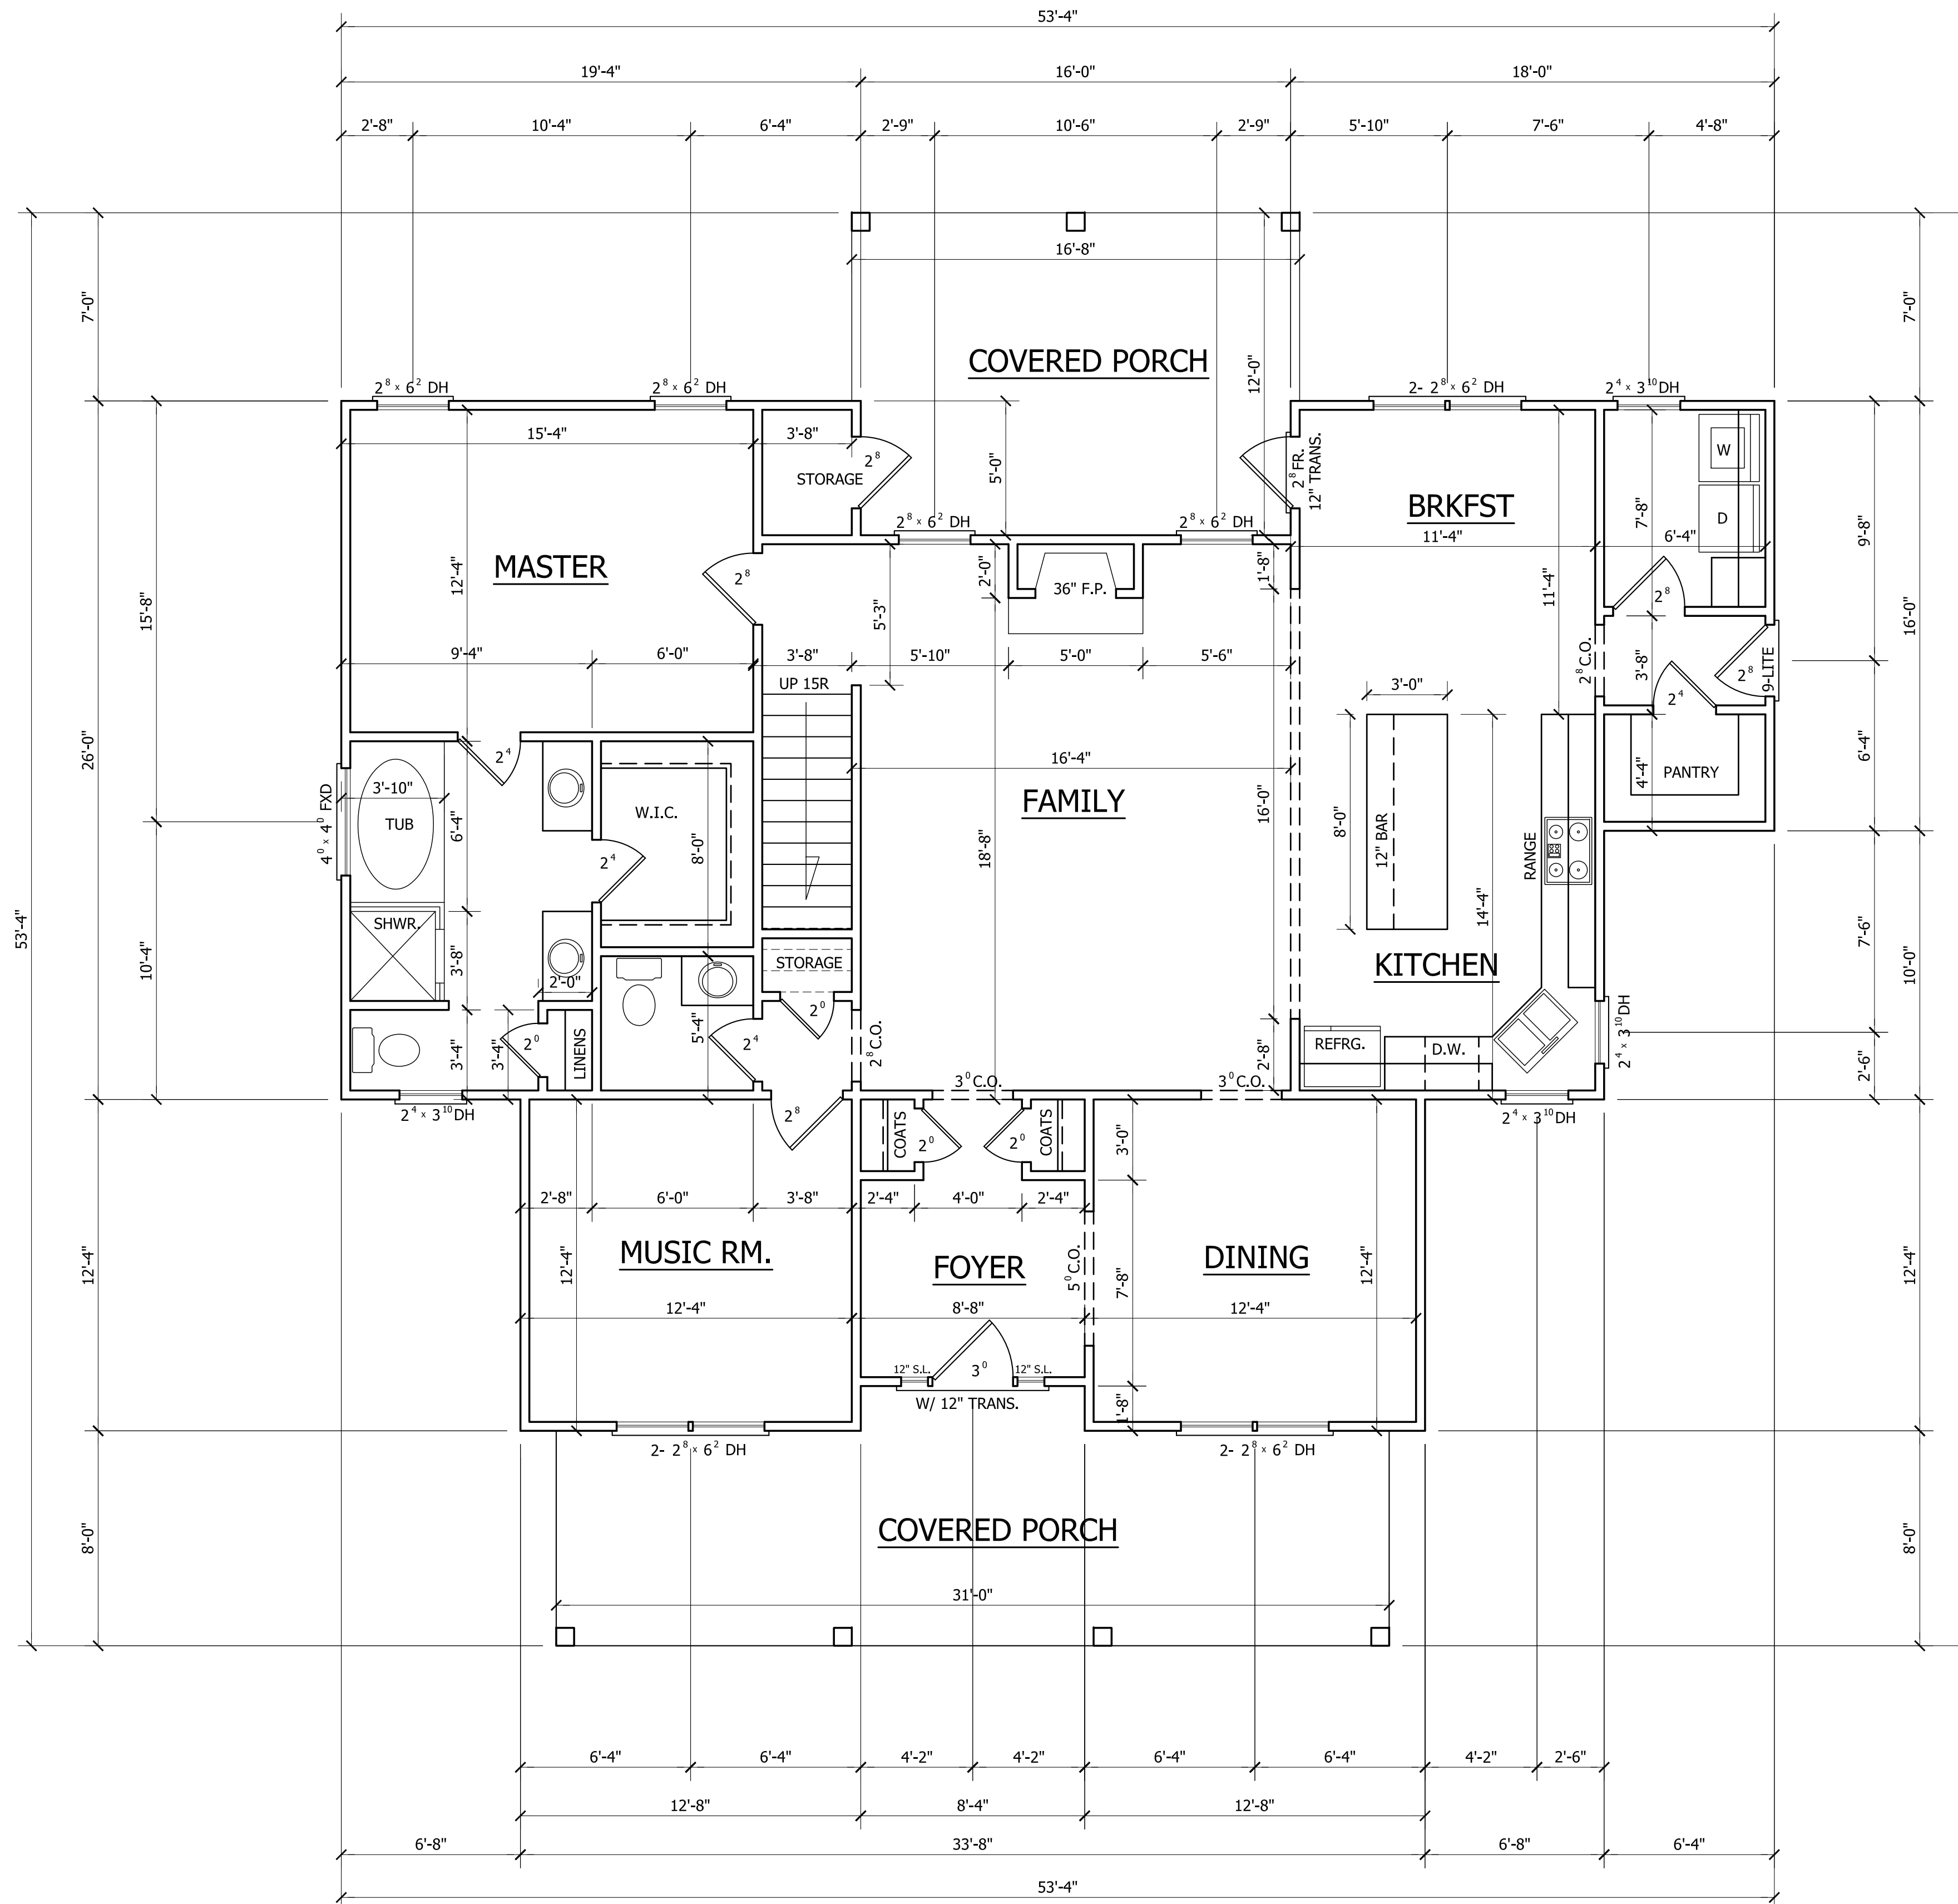 53'-4"
19'-4" 16'-0" 18'-0"
2'-8" 10'-4" 6'-4" 2'-9" 10'-6" 2'-9" 5'-10" 7'-6" 4'-8"
16'-8"
7'-0" 7'-0"
COVERED PORCH
12'-0"
2⁸ x 6² DH 2⁸ x 6² DH 2- 2⁸ x 6² DH 2⁴ x 3¹⁰ DH
15'-4" 3'-8"
2⁸
STORAGE
5'-0"
2⁸ FR.
12" TRANS.
W
BRKFST
D
7'-8"
2⁸ x 6² DH 2⁸ x 6² DH
11'-4" 6'-4"
9'-8"
MASTER
12'-4"
2⁸
2'-0"
36" F.P.
1'-8"
11'-4"
2⁸
15'-8"
5'-3"
16'-0"
9'-4" 6'-0" 3'-8" 5'-10" 5'-0" 5'-6"
2⁸ C.O.
3'-8"
2⁸
9-LITE
UP 15R
3'-0"
2⁴
26'-0"
2⁴
16'-4"
PANTRY
4'-4"
6'-4"
3'-10"
4⁰ x 4⁰ FXD
TUB
W.I.C.
FAMILY
16'-0"
8'-0"
12" BAR
6'-4"
8'-0"
2⁴
18'-8"
RANGE
14'-4"
SHWR.
53'-4"
10'-4"
3'-8"
STORAGE
KITCHEN
7'-6"
10'-0"
2'-0"
2⁰
5'-4"
2⁴
2⁸ C.O.
2⁴ x 3¹⁰ DH
3'-4" 3'-4"
2⁰
LINENS
2'-8"
REFRG.
D.W.
2'-6"
3⁰ C.O. 3⁰ C.O.
2⁴ x 3¹⁰ DH
2⁸
COATS
2⁰ 2⁰
COATS
3'-0"
2⁴ x 3¹⁰ DH
2'-8" 6'-0" 3'-8" 2'-4" 4'-0" 2'-4"
12'-4"
12'-4"
MUSIC RM.
FOYER
5⁰ C.O.
7'-8"
DINING
12'-4"
12'-4"
12'-4" 8'-8" 12'-4"
12" S.L. 3⁰ 12" S.L.
W/ 12" TRANS.
1'-8"
2- 2⁸ x 6² DH 2- 2⁸ x 6² DH
COVERED PORCH
8'-0" 8'-0"
31'-0"
6'-4" 6'-4" 4'-2" 4'-2" 6'-4" 6'-4" 4'-2" 2'-6"
12'-8" 8'-4" 12'-8"
6'-8" 33'-8" 6'-8" 6'-4"
53'-4"